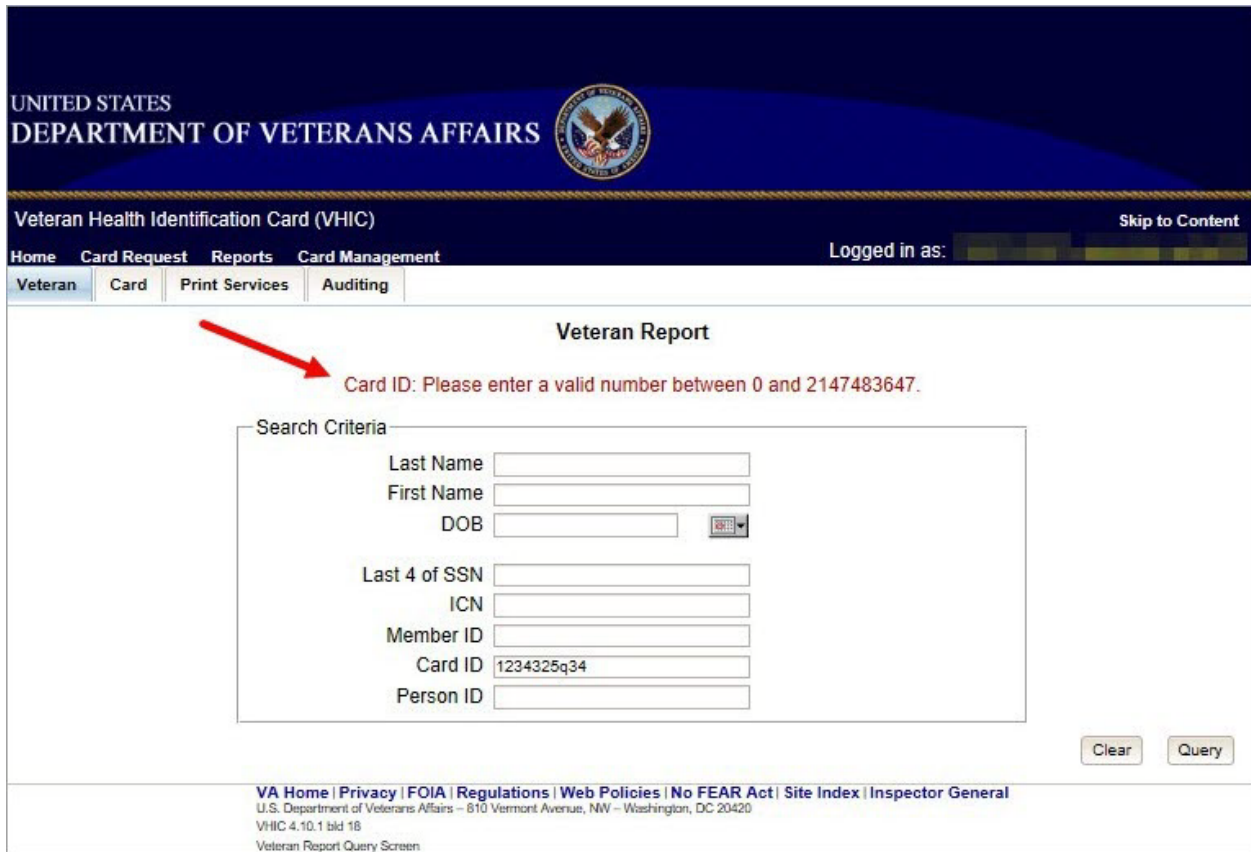 UNITED STATES
DEPARTMENT OF VETERANS AFFAIRS
Veteran Health Identification Card (VHIC)
Skip to Content
Home Card Request Reports Card Management
Logged in as:
Veteran Card Print Services Auditing
Veteran Report
Card ID: Please enter a valid number between 0 and 2147483647.
Search Criteria
Last Name
First Name
DOB
Last 4 of SSN
ICN
Member ID
Card ID 1234325q34
Person ID
Clear Query
VA Home | Privacy | FOIA | Regulations | Web Policies | No FEAR Act | Site Index | Inspector General
U.S. Department of Veterans Affairs – 810 Vermont Avenue, NW – Washington, DC 20420
VHIC 4.10.1 bld 18
Veteran Report Query Screen